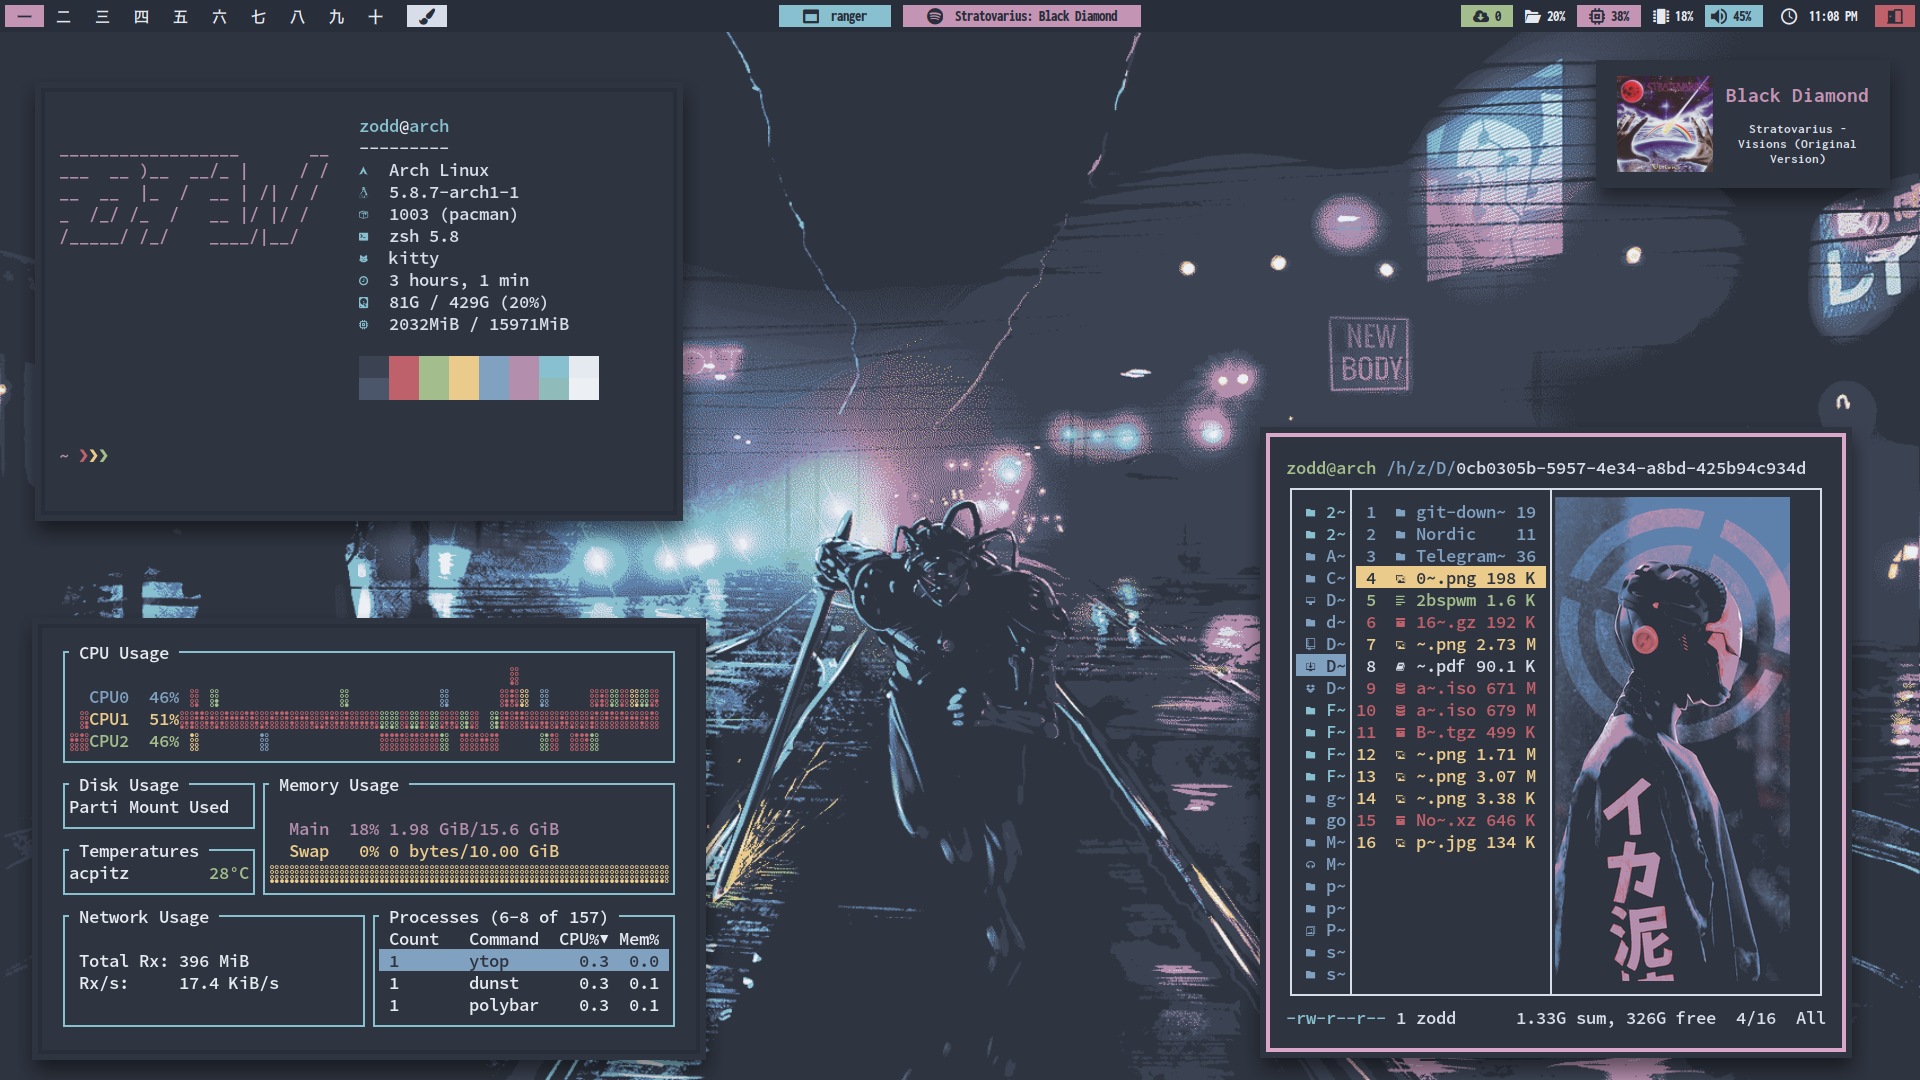 一 二 三 四 五 六 七 八 九 十
ranger
Stratovarius: Black Diamond
0 20% 38% 18% 45% 11:08 PM
Black Diamond
Stratovarius -
Visions (Original
Version)
zodd@arch
---------
Arch Linux
5.8.7-arch1-1
1003 (pacman)
zsh 5.8
kitty
3 hours, 1 min
81G / 429G (20%)
2032MiB / 15971MiB
~ ❯❯❯
NEW
BODY
CPU Usage
CPU0 46%
CPU1 51%
CPU2 46%
Disk Usage
Parti Mount Used
Memory Usage
Main 18% 1.98 GiB/15.6 GiB
Swap 0% 0 bytes/10.00 GiB
Temperatures
acpitz 28°C
Network Usage
Total Rx: 396 MiB
Rx/s: 17.4 KiB/s
Processes (6-8 of 157)
Count Command CPU%▼ Mem%
1 ytop 0.3 0.0
1 dunst 0.3 0.1
1 polybar 0.3 0.1
zodd@arch /h/z/D/0cb0305b-5957-4e34-a8bd-425b94c934d
2~ 1 git-down~ 19
2~ 2 Nordic 11
A~ 3 Telegram~ 36
C~ 4 0~.png 198 K
D~ 5 2bspwm 1.6 K
d~ 6 16~.gz 192 K
D~ 7 ~.png 2.73 M
D~ 8 ~.pdf 90.1 K
D~ 9 a~.iso 671 M
F~ 10 a~.iso 679 M
F~ 11 B~.tgz 499 K
F~ 12 ~.png 1.71 M
F~ 13 ~.png 3.07 M
g~ 14 ~.png 3.38 K
go 15 No~.xz 646 K
M~ 16 p~.jpg 134 K
M~
p~
p~
P~
s~
s~
イカ泥
-rw-r--r-- 1 zodd 1.33G sum, 326G free 4/16 All